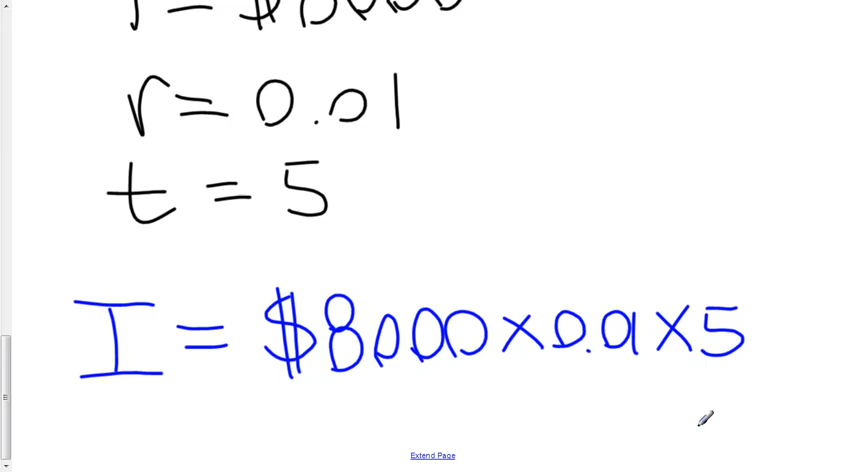 r = 0.01
t = 5
I = $8000 × 0.01 × 5
Extend Page